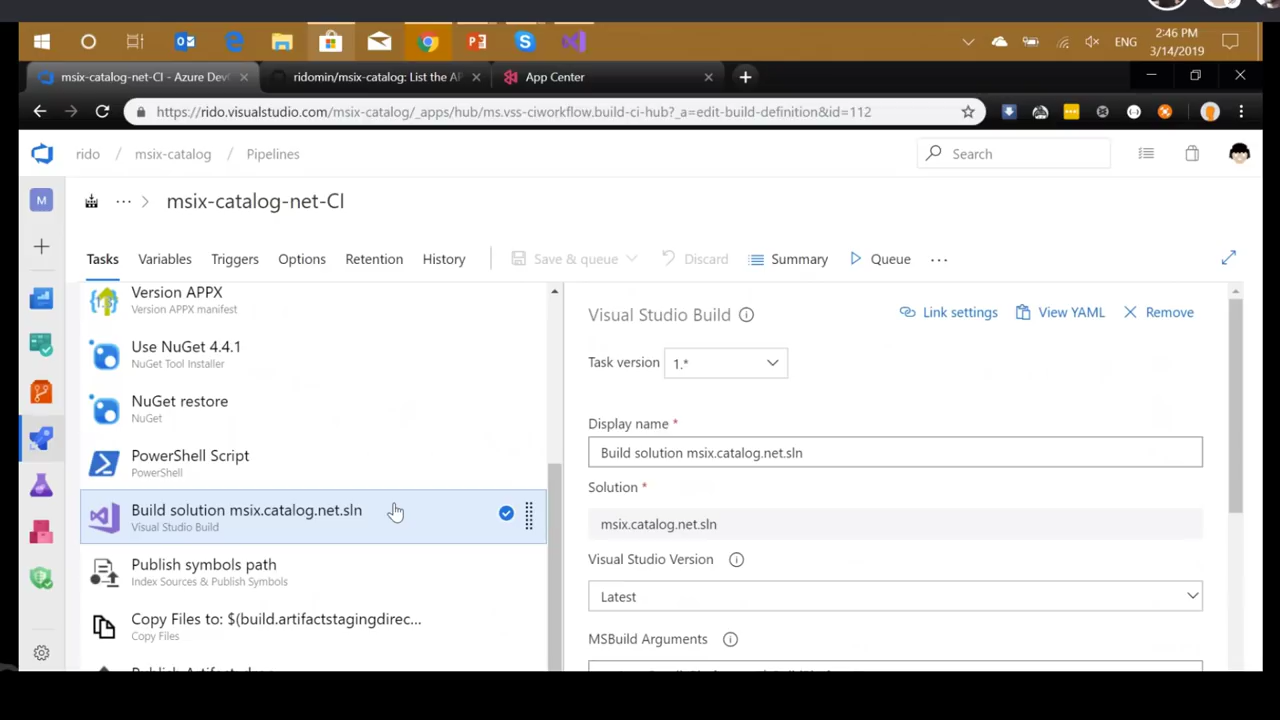 2:46 PM
ENG
3/14/2019
msix-catalog-net-CI - Azure DevO
ridomin/msix-catalog: List the AP
App Center
https://rido.visualstudio.com/msix-catalog/_apps/hub/ms.vss-ciworkflow.build-ci-hub?_a=edit-build-definition&id=112
rido / msix-catalog / Pipelines
Search
M
··· > msix-catalog-net-CI
Tasks Variables Triggers Options Retention History Save & queue Discard Summary Queue ···
Version APPX
Version APPX manifest
Use NuGet 4.4.1
NuGet Tool Installer
NuGet restore
NuGet
PowerShell Script
PowerShell
Build solution msix.catalog.net.sln
Visual Studio Build
Publish symbols path
Index Sources & Publish Symbols
Copy Files to: $(build.artifactstagingdirec...
Copy Files
Visual Studio Build
Link settings View YAML Remove
Task version 1.*
Display name *
Build solution msix.catalog.net.sln
Solution *
msix.catalog.net.sln
Visual Studio Version
Latest
MSBuild Arguments